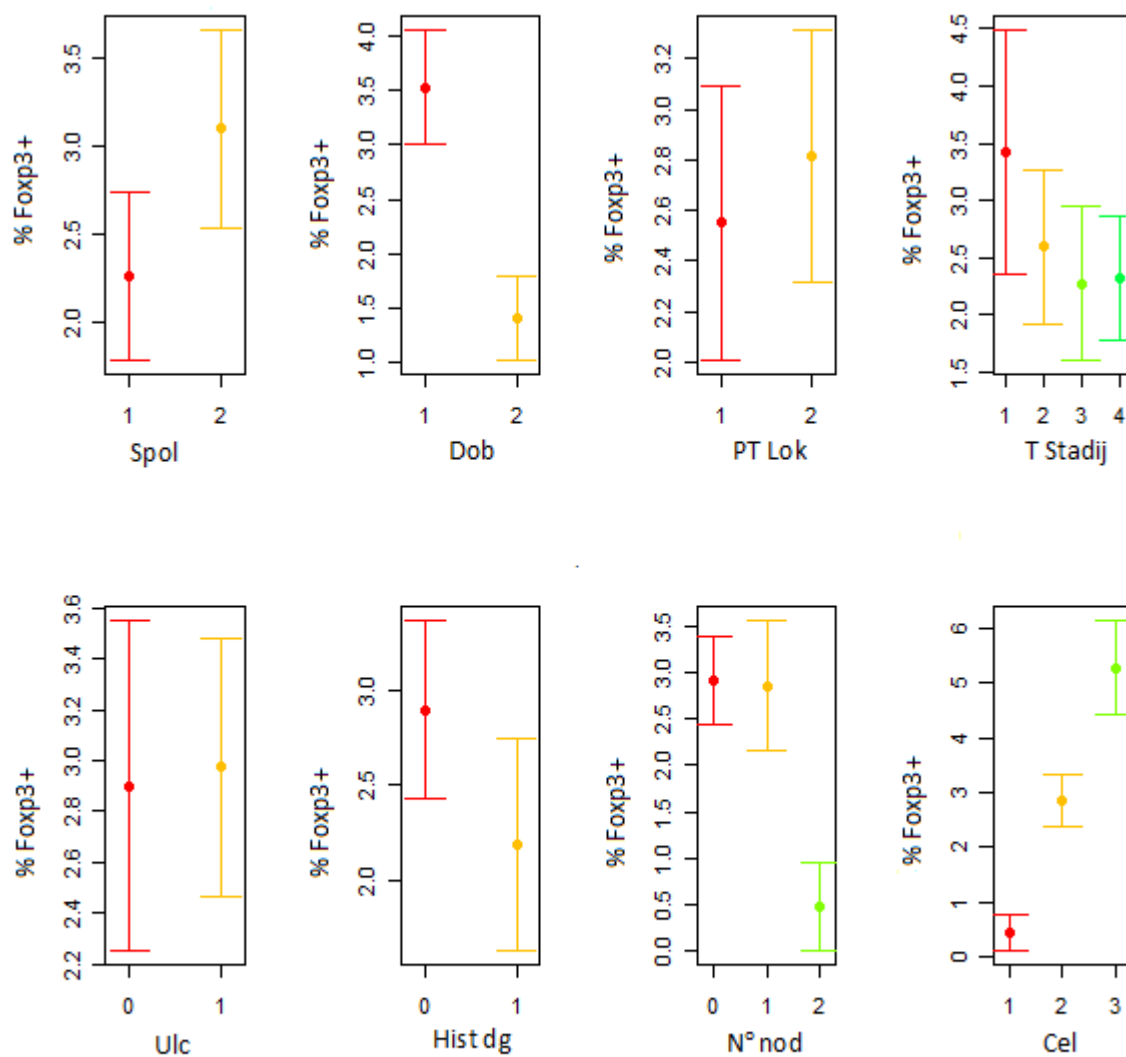 % Foxp3+
3.5
3.0
2.5
2.0
1 2
Spol
% Foxp3+
4.0
3.5
3.0
2.5
2.0
1.5
1.0
1 2
Dob
% Foxp3+
3.2
3.0
2.8
2.6
2.4
2.2
2.0
1 2
PT Lok
% Foxp3+
4.5
4.0
3.5
3.0
2.5
2.0
1.5
1 2 3 4
T Stadij
% Foxp3+
3.6
3.4
3.2
3.0
2.8
2.6
2.4
2.2
0 1
Ulc
% Foxp3+
3.0
2.5
2.0
0 1
Hist dg
% Foxp3+
3.5
3.0
2.5
2.0
1.5
1.0
0.5
0.0
0 1 2
N° nod
% Foxp3+
6
5
4
3
2
1
0
1 2 3
Cel